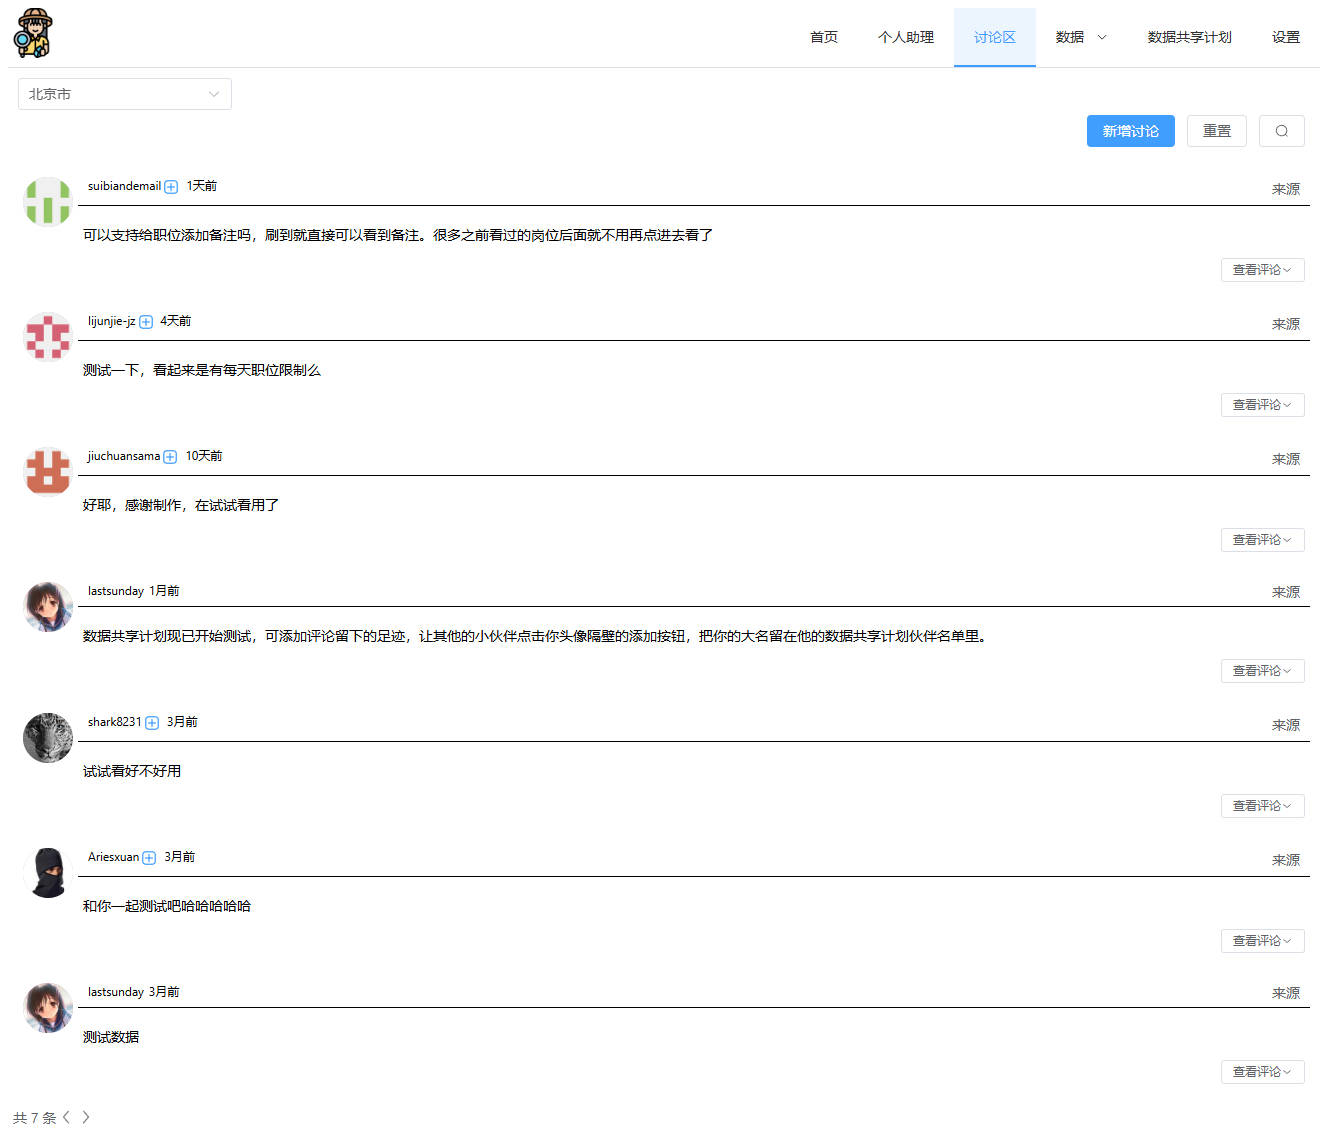 首页 个人助理 讨论区 数据 数据共享计划 设置
北京市
新增讨论 重置
suibiandemail 1天前 来源
可以支持给职位添加备注吗，刷到就直接可以看到备注。很多之前看过的岗位后面就不用再点进去看了
查看评论
lijunjie-jz 4天前 来源
测试一下，看起来是有每天职位限制么
查看评论
jiuchuansama 10天前 来源
好耶，感谢制作，在试试看用了
查看评论
lastsunday 1月前 来源
数据共享计划现已开始测试，可添加评论留下的足迹，让其他的小伙伴点击你头像隔壁的添加按钮，把你的大名留在他的数据共享计划伙伴名单里。
查看评论
shark8231 3月前 来源
试试看好不好用
查看评论
Ariesxuan 3月前 来源
和你一起测试吧哈哈哈哈哈
查看评论
lastsunday 3月前 来源
测试数据
查看评论
共 7 条